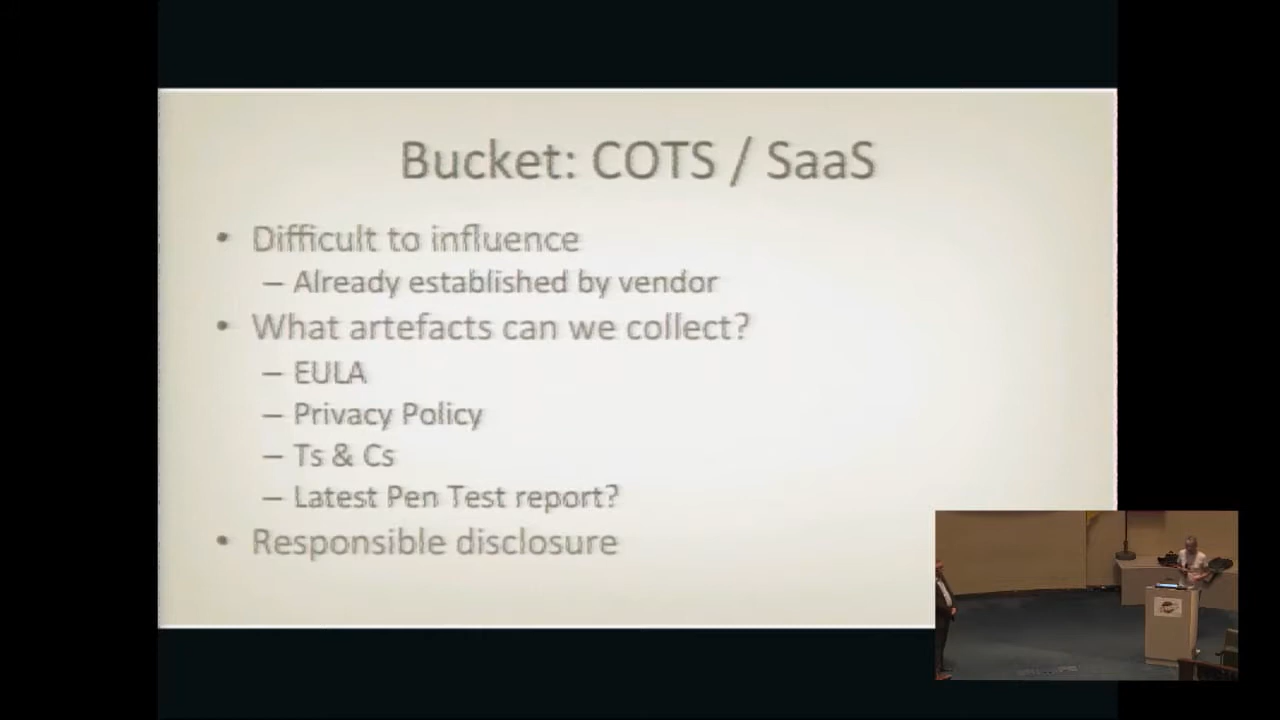 Bucket: COTS / SaaS
• Difficult to influence
– Already established by vendor
• What artefacts can we collect?
– EULA
– Privacy Policy
– Ts & Cs
– Latest Pen Test report?
• Responsible disclosure